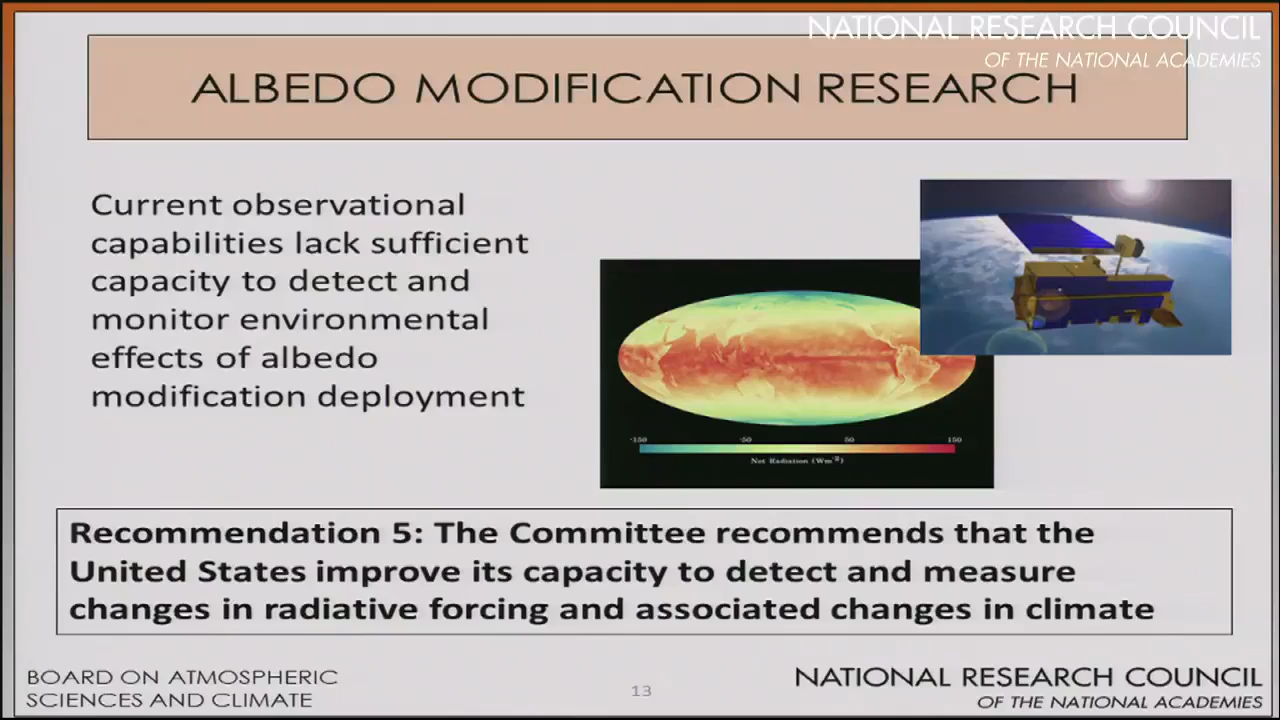 NATIONAL RESEARCH COUNCIL
OF THE NATIONAL ACADEMIES
ALBEDO MODIFICATION RESEARCH
Current observational
capabilities lack sufficient
capacity to detect and
monitor environmental
effects of albedo
modification deployment
-150 -50 50 150
Net Radiation (Wm⁻²)
Recommendation 5: The Committee recommends that the
United States improve its capacity to detect and measure
changes in radiative forcing and associated changes in climate
BOARD ON ATMOSPHERIC
SCIENCES AND CLIMATE
13
NATIONAL RESEARCH COUNCIL
OF THE NATIONAL ACADEMIES